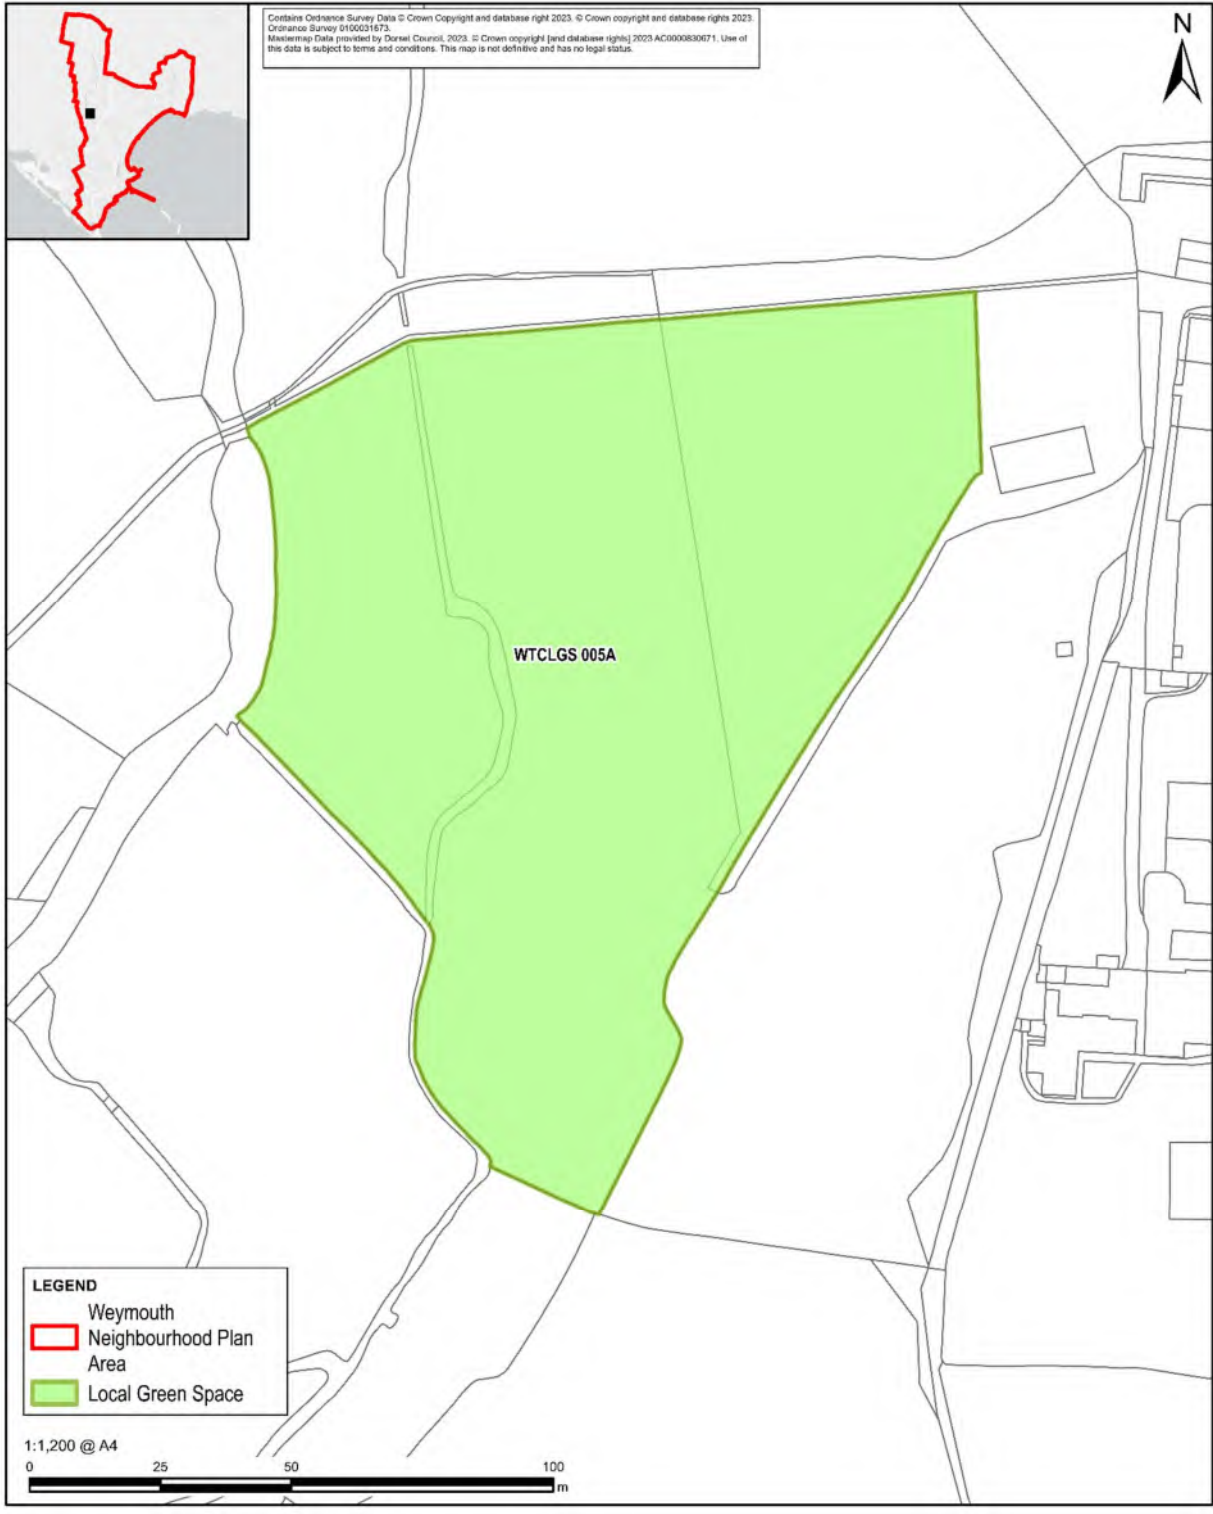 Contains Ordnance Survey Data © Crown Copyright and database right 2023. © Crown copyright and database rights 2023.
Ordnance Survey 0100031673.
Mastermap Data provided by Dorset Council, 2023. © Crown copyright [and database rights] 2023 AC0000830671. Use of
this data is subject to terms and conditions. This map is not definitive and has no legal status.
N
WTCLGS 005A
LEGEND
Weymouth
Neighbourhood Plan
Area
Local Green Space
1:1,200 @ A4
0 25 50 100
m